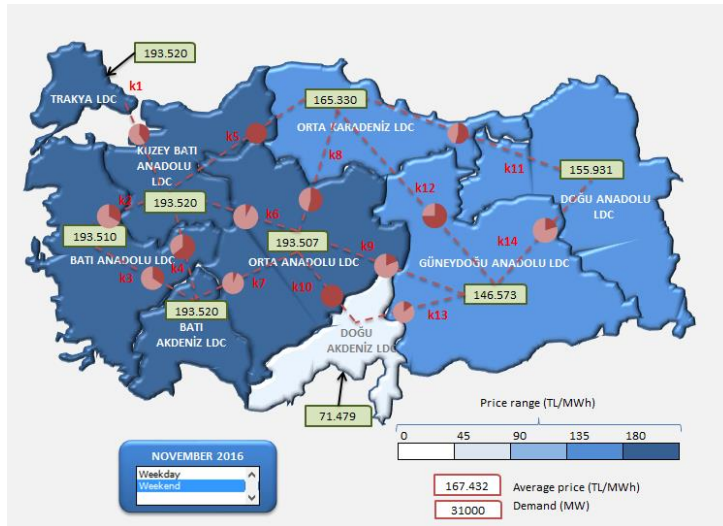 193.520
k1
TRAKYA LDC
165.330
ORTA KARADENİZ LDC
k5
KUZEY BATI
ANADOLU
LDC
k8
k11
155.931
DOĞU ANADOLU
LDC
k12
k2
193.520
k6
193.510
BATI ANADOLU LDC
k4
193.507
ORTA ANADOLU LDC
k9
k14
GÜNEYDOĞU ANADOLU LDC
k3
k7
k10
146.573
193.520
BATI
AKDENİZ LDC
k13
DOĞU
AKDENİZ LDC
71.479
Price range (TL/MWh)
0 45 90 135 180
NOVEMBER 2016
Weekday
Weekend
167.432 Average price (TL/MWh)
31000 Demand (MW)